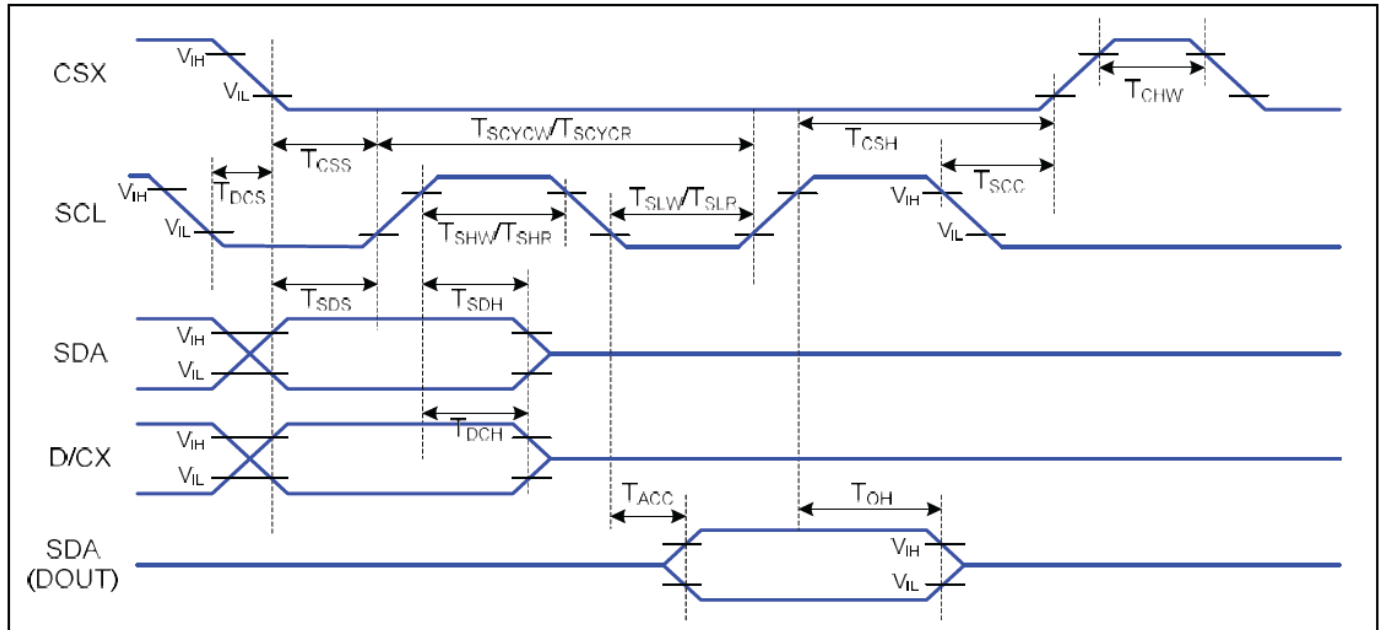 CSX
VIH
VIL
TCHW
TSCYCW/TSCYCR
TCSH
TCSS
TDCS
TSCC
SCL
VIH
VIL
TSHW/TSHR
TSLW/TSLR
VIH
VIL
TSDS
TSDH
SDA
VIH
VIL
TDCH
D/CX
VIH
VIL
TACC
TOH
SDA
(DOUT)
VIH
VIL